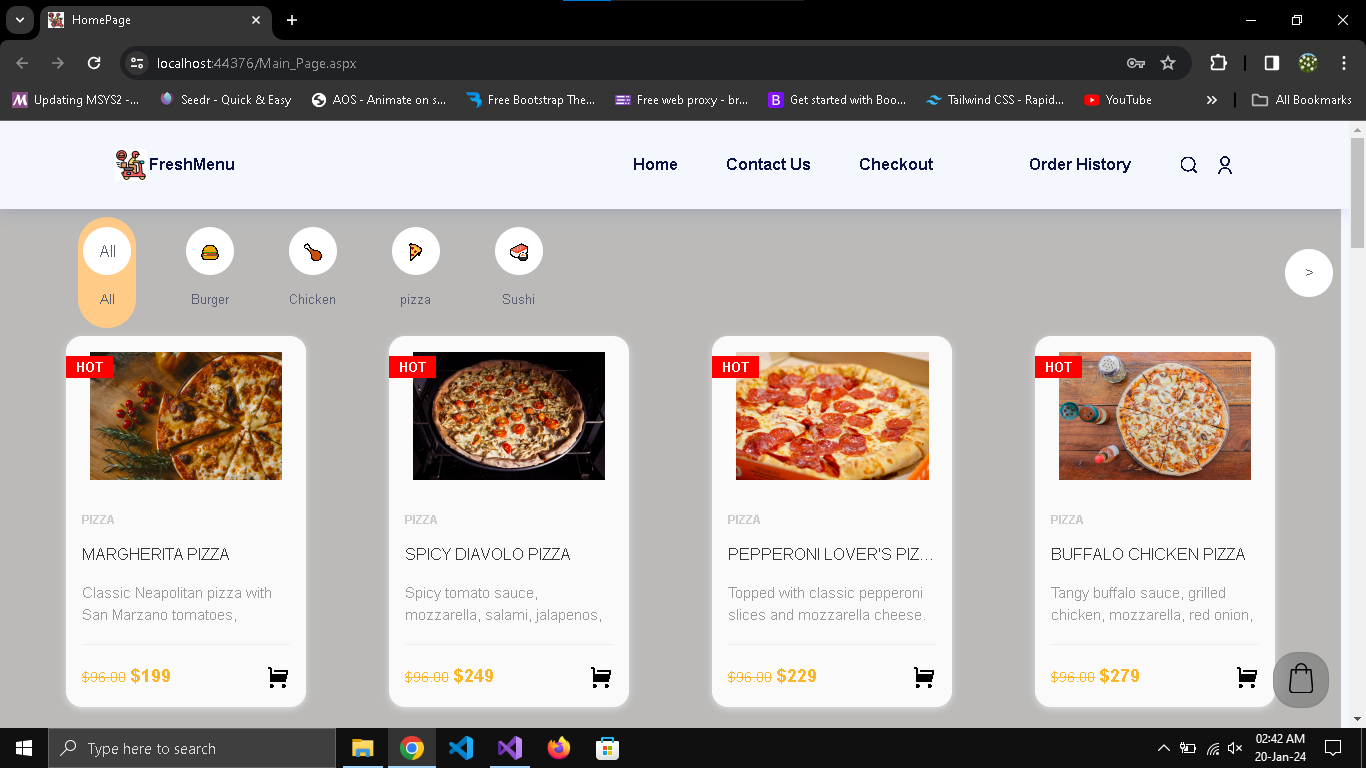 HomePage
localhost:44376/Main_Page.aspx
Updating MSYS2 -...
Seedr - Quick & Easy
AOS - Animate on s...
Free Bootstrap The...
Free web proxy - br...
B
Get started with Boo...
Tailwind CSS - Rapid...
YouTube
All Bookmarks
FreshMenu
Home
Contact Us
Checkout
Order History
All
All
Burger
Chicken
pizza
Sushi
>
HOT
PIZZA
MARGHERITA PIZZA
Classic Neapolitan pizza with
San Marzano tomatoes,
$96.00 $199
HOT
PIZZA
SPICY DIAVOLO PIZZA
Spicy tomato sauce,
mozzarella, salami, jalapenos,
$96.00 $249
HOT
PIZZA
PEPPERONI LOVER'S PIZ...
Topped with classic pepperoni
slices and mozzarella cheese.
$96.00 $229
HOT
PIZZA
BUFFALO CHICKEN PIZZA
Tangy buffalo sauce, grilled
chicken, mozzarella, red onion,
$96.00 $279
Type here to search
02:42 AM
20-Jan-24